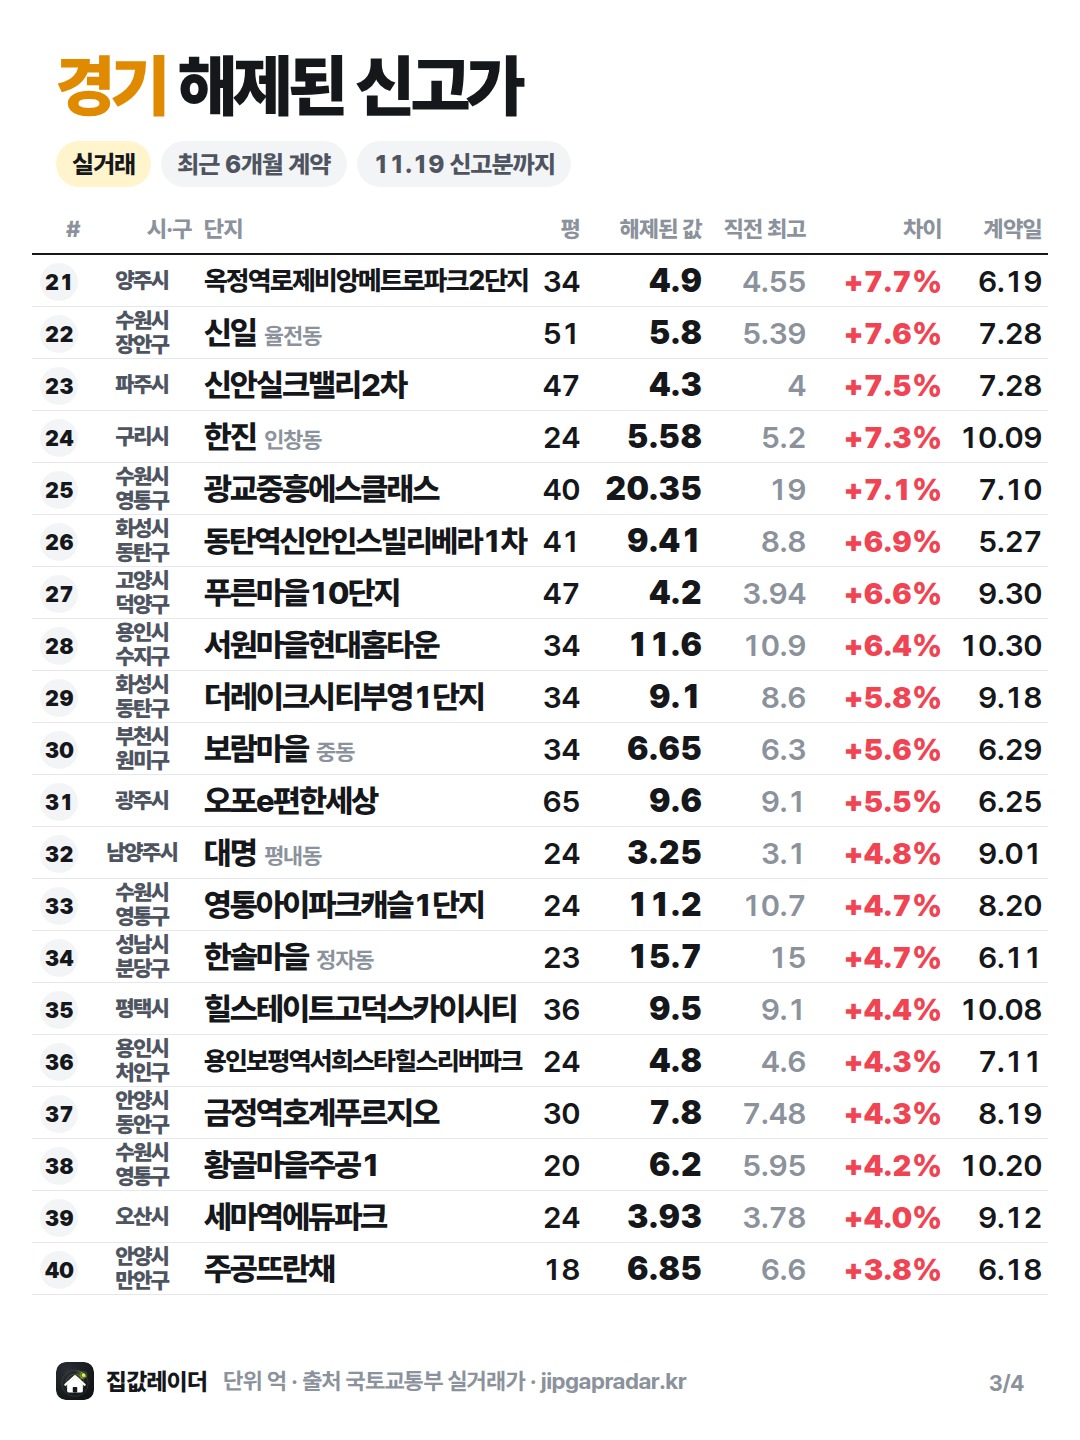 경기 해제된 신고가
실거래 최근 6개월 계약 11.19 신고분까지
# 시·구 단지 평 해제된 값 직전 최고 차이 계약일
21 양주시 옥정역로제비앙메트로파크2단지 34 4.9 4.55 +7.7% 6.19
22 수원시 장안구 신일 율전동 51 5.8 5.39 +7.6% 7.28
23 파주시 신안실크밸리2차 47 4.3 4 +7.5% 7.28
24 구리시 한진 인창동 24 5.58 5.2 +7.3% 10.09
25 수원시 영통구 광교중흥에스클래스 40 20.35 19 +7.1% 7.10
26 화성시 동탄구 동탄역신안인스빌리베라1차 41 9.41 8.8 +6.9% 5.27
27 고양시 덕양구 푸른마을10단지 47 4.2 3.94 +6.6% 9.30
28 용인시 수지구 서원마을현대홈타운 34 11.6 10.9 +6.4% 10.30
29 화성시 동탄구 더레이크시티부영1단지 34 9.1 8.6 +5.8% 9.18
30 부천시 원미구 보람마을 중동 34 6.65 6.3 +5.6% 6.29
31 광주시 오포e편한세상 65 9.6 9.1 +5.5% 6.25
32 남양주시 대명 평내동 24 3.25 3.1 +4.8% 9.01
33 수원시 영통구 영통아이파크캐슬1단지 24 11.2 10.7 +4.7% 8.20
34 성남시 분당구 한솔마을 정자동 23 15.7 15 +4.7% 6.11
35 평택시 힐스테이트고덕스카이시티 36 9.5 9.1 +4.4% 10.08
36 용인시 처인구 용인보평역서희스타힐스리버파크 24 4.8 4.6 +4.3% 7.11
37 안양시 동안구 금정역호계푸르지오 30 7.8 7.48 +4.3% 8.19
38 수원시 영통구 황골마을주공1 20 6.2 5.95 +4.2% 10.20
39 오산시 세마역에듀파크 24 3.93 3.78 +4.0% 9.12
40 안양시 만안구 주공뜨란채 18 6.85 6.6 +3.8% 6.18
집값레이더 단위 억 · 출처 국토교통부 실거래가 · jipgapradar.kr 3/4